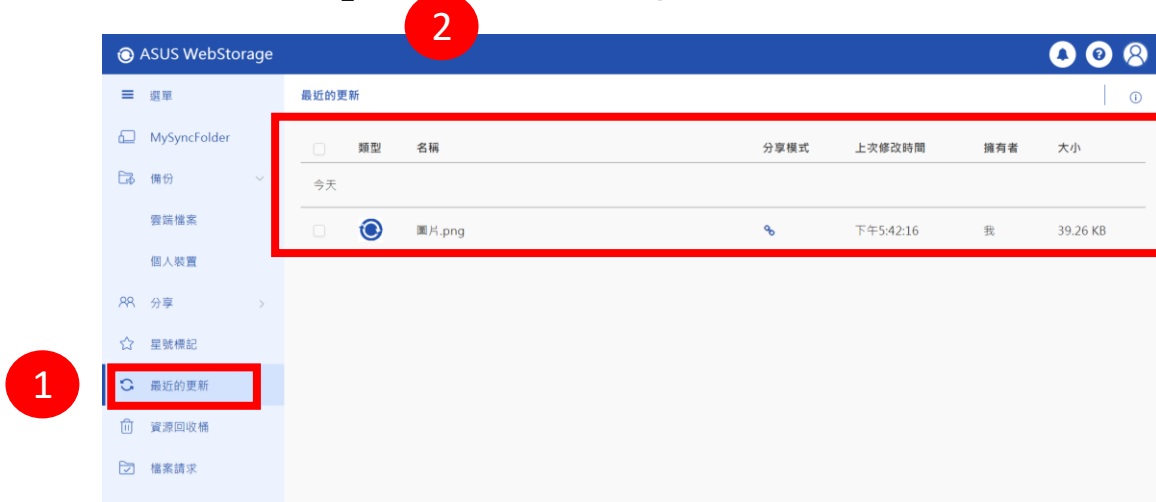 2
ASUS WebStorage
選單
最近的更新
MySyncFolder
類型 名稱 分享模式 上次修改時間 擁有者 大小
備份
今天
雲端檔案
圖片.png 下午5:42:16 我 39.26 KB
個人裝置
分享
星號標記
1
最近的更新
資源回收桶
檔案請求